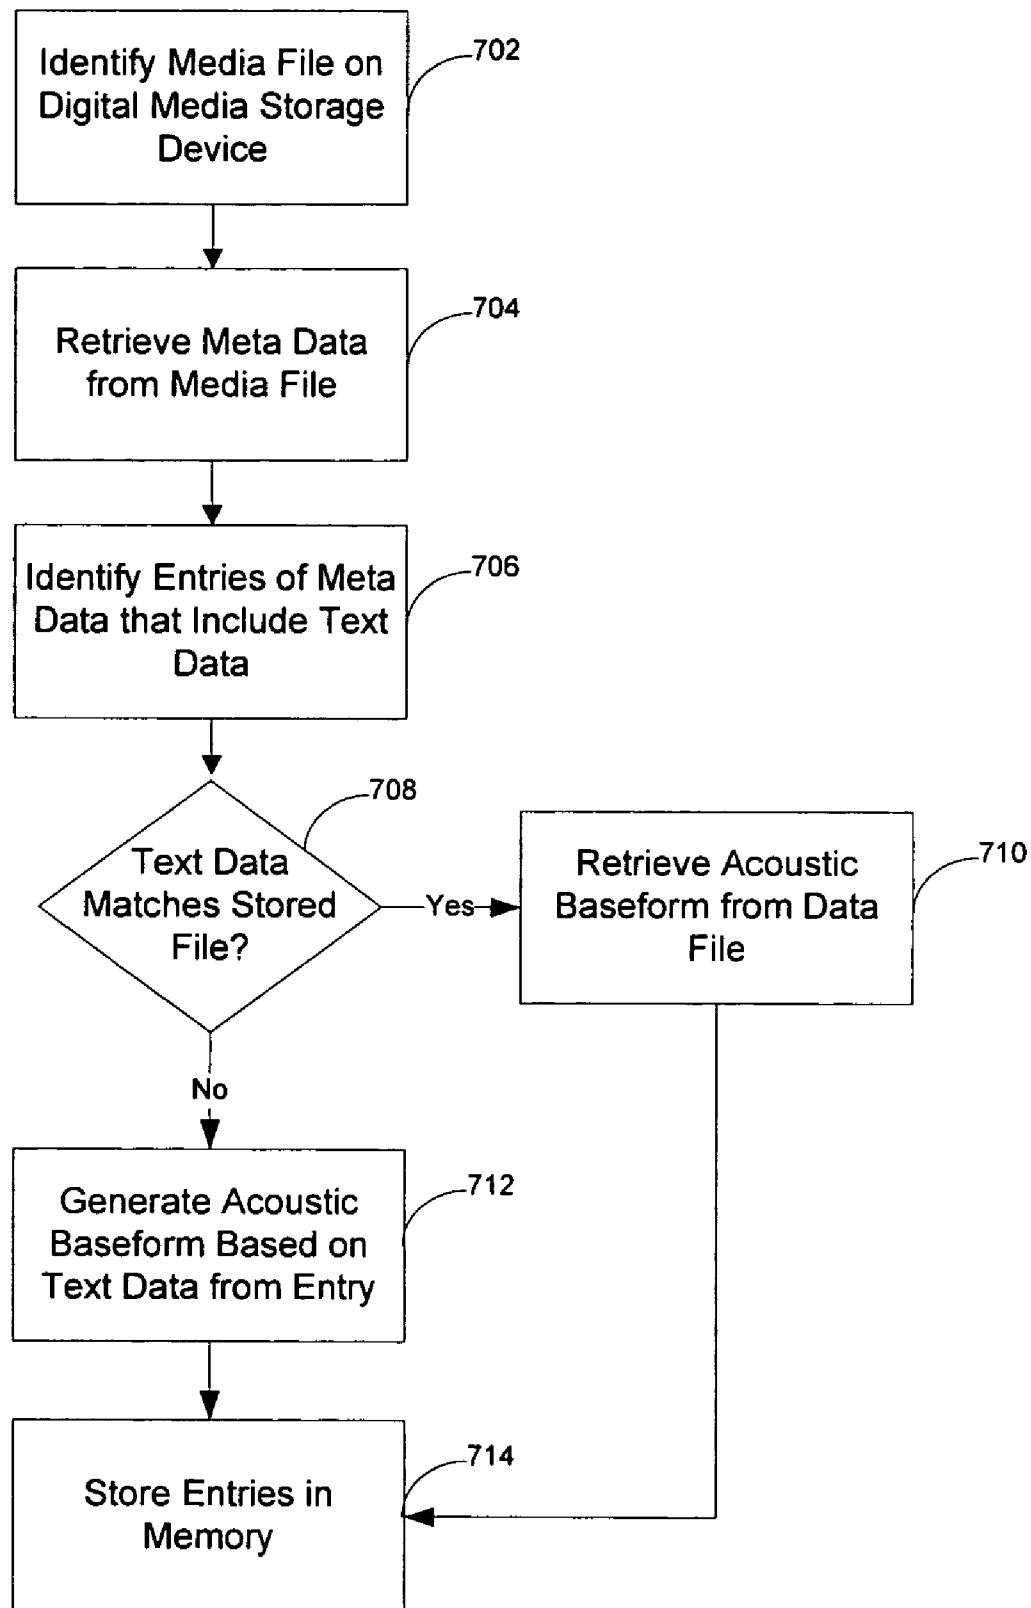 Identify Media File on
Digital Media Storage
Device
702
Retrieve Meta Data
from Media File
704
Identify Entries of Meta
Data that Include Text
Data
706
Text Data
Matches Stored
File?
708
Yes
Retrieve Acoustic
Baseform from Data
File
710
No
Generate Acoustic
Baseform Based on
Text Data from Entry
712
Store Entries in
Memory
714